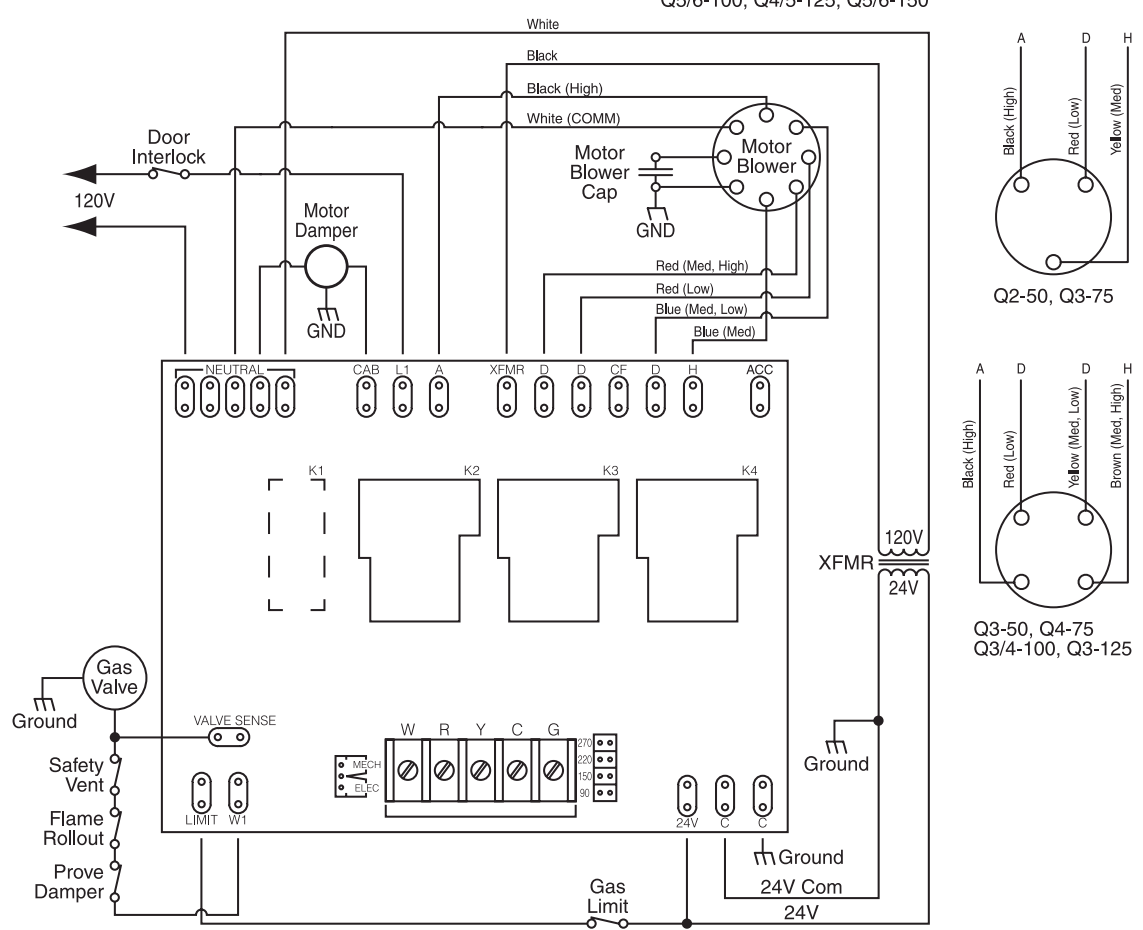 Q5/6-100, Q4/5-125, Q5/6-150
White
Black
Black (High)
White (COMM)
Door
Interlock
120V
Motor
Damper
GND
Motor
Blower
Cap
GND
Motor
Blower
Red (Med, High)
Red (Low)
Blue (Med, Low)
Blue (Med)
NEUTRAL
CAB
L1
A
XFMR
D
D
CF
D
H
ACC
K1
K2
K3
K4
120V
XFMR
24V
Gas
Valve
Ground
VALVE SENSE
Safety
Vent
Flame
Rollout
Prove
Damper
LIMIT
W1
MECH
ELEC
W
R
Y
C
G
270
220
150
90
24V
C
C
Ground
Ground
24V Com
24V
Gas
Limit
A
D
H
Black (High)
Red (Low)
Yellow (Med)
Q2-50, Q3-75
A
D
D
H
Black (High)
Red (Low)
Yellow (Med, Low)
Brown (Med, High)
Q3-50, Q4-75
Q3/4-100, Q3-125